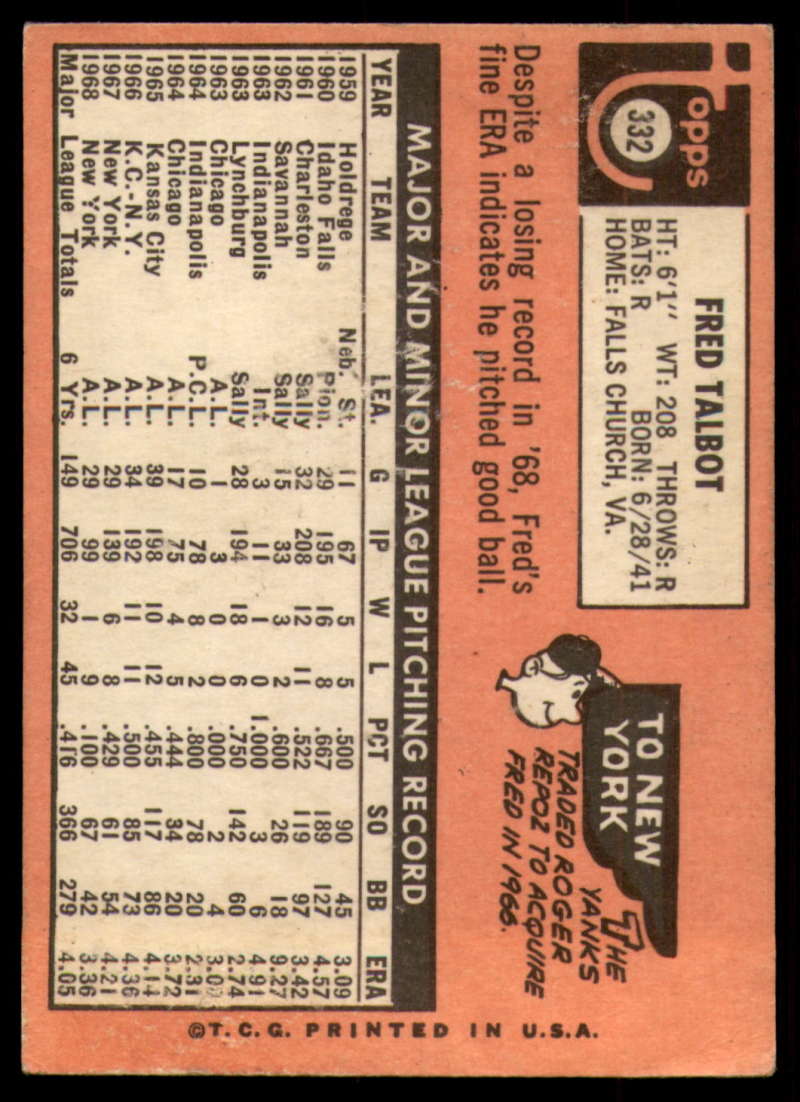 Topps
332
FRED TALBOT
HT: 6'1" WT: 208 THROWS: R
BATS: R BORN: 6/28/41
HOME: FALLS CHURCH, VA.
TO NEW
YORK
THE
YANKS
TRADED ROGER
REPOZ TO ACQUIRE
FRED IN 1966.
Despite a losing record in '68, Fred's
fine ERA indicates he pitched good ball.
MAJOR AND MINOR LEAGUE PITCHING RECORD
YEAR TEAM LEA. G IP W L PCT SO BB ERA
1959 Holdrege Neb. St. 11 67 5 5 .500 90 45 3.09
1960 Idaho Falls Pion. 29 195 16 8 .667 189 127 4.57
1961 Charleston Sally 32 208 12 11 .522 119 97 3.42
1962 Savannah Sally 15 33 3 2 .600 26 18 9.27
1963 Indianapolis Int. 3 11 1 0 1.000 3 6 4.91
1963 Lynchburg Sally 28 194 18 6 .750 142 60 2.74
1963 Chicago A.L. 1 3 0 0 .000 2 4 3.00
1964 Indianapolis P.C.L. 10 78 8 2 .800 78 20 2.31
1964 Chicago A.L. 17 75 4 5 .444 34 20 3.72
1965 Kansas City A.L. 39 198 10 12 .455 117 86 4.14
1966 K.C.-N.Y. A.L. 34 192 11 11 .500 85 73 4.36
1967 New York A.L. 29 139 6 8 .429 61 54 4.21
1968 New York A.L. 29 99 1 9 .100 67 42 3.36
Major League Totals 6 Yrs. 149 706 32 45 .416 366 279 4.05
©T.C.G. PRINTED IN U.S.A.